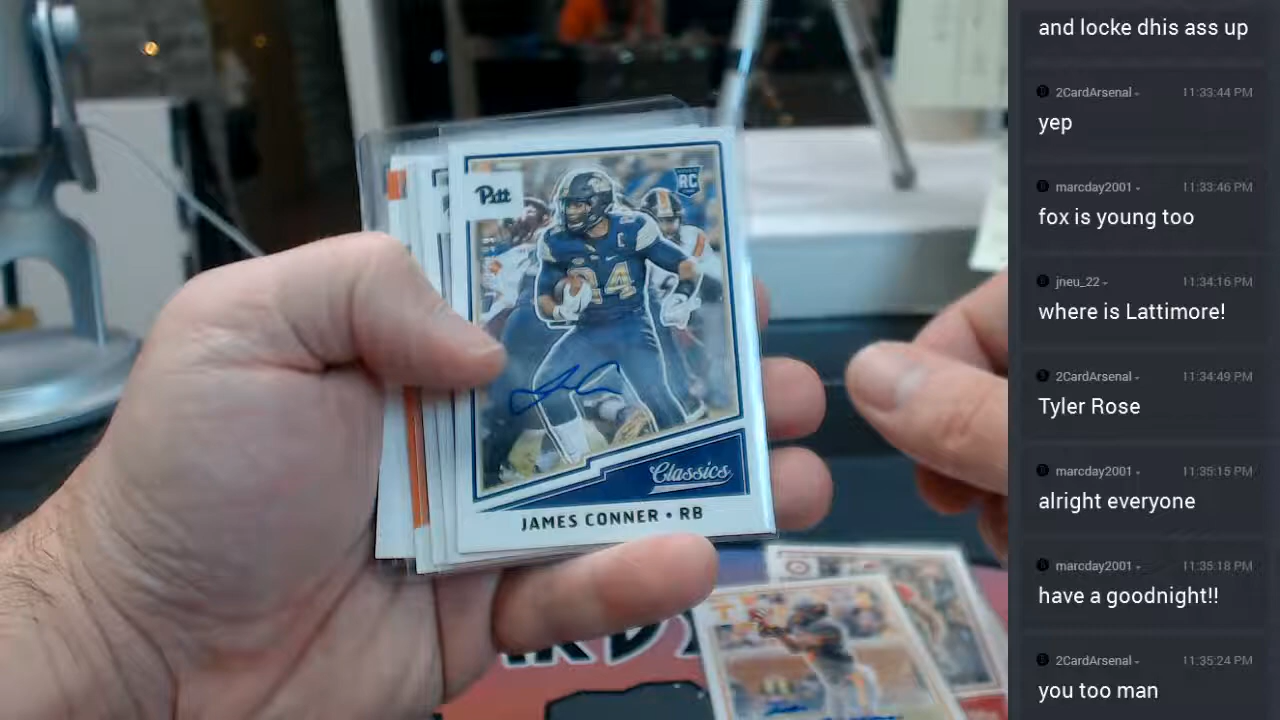 Pitt
RC
C
24
Classics
JAMES CONNER • RB
and locke dhis ass up
2CardArsenal 11:33:44 PM
yep
marcday2001 11:33:46 PM
fox is young too
jneu_22 11:34:16 PM
where is Lattimore!
2CardArsenal 11:34:49 PM
Tyler Rose
marcday2001 11:35:15 PM
alright everyone
marcday2001 11:35:18 PM
have a goodnight!!
2CardArsenal 11:35:24 PM
you too man